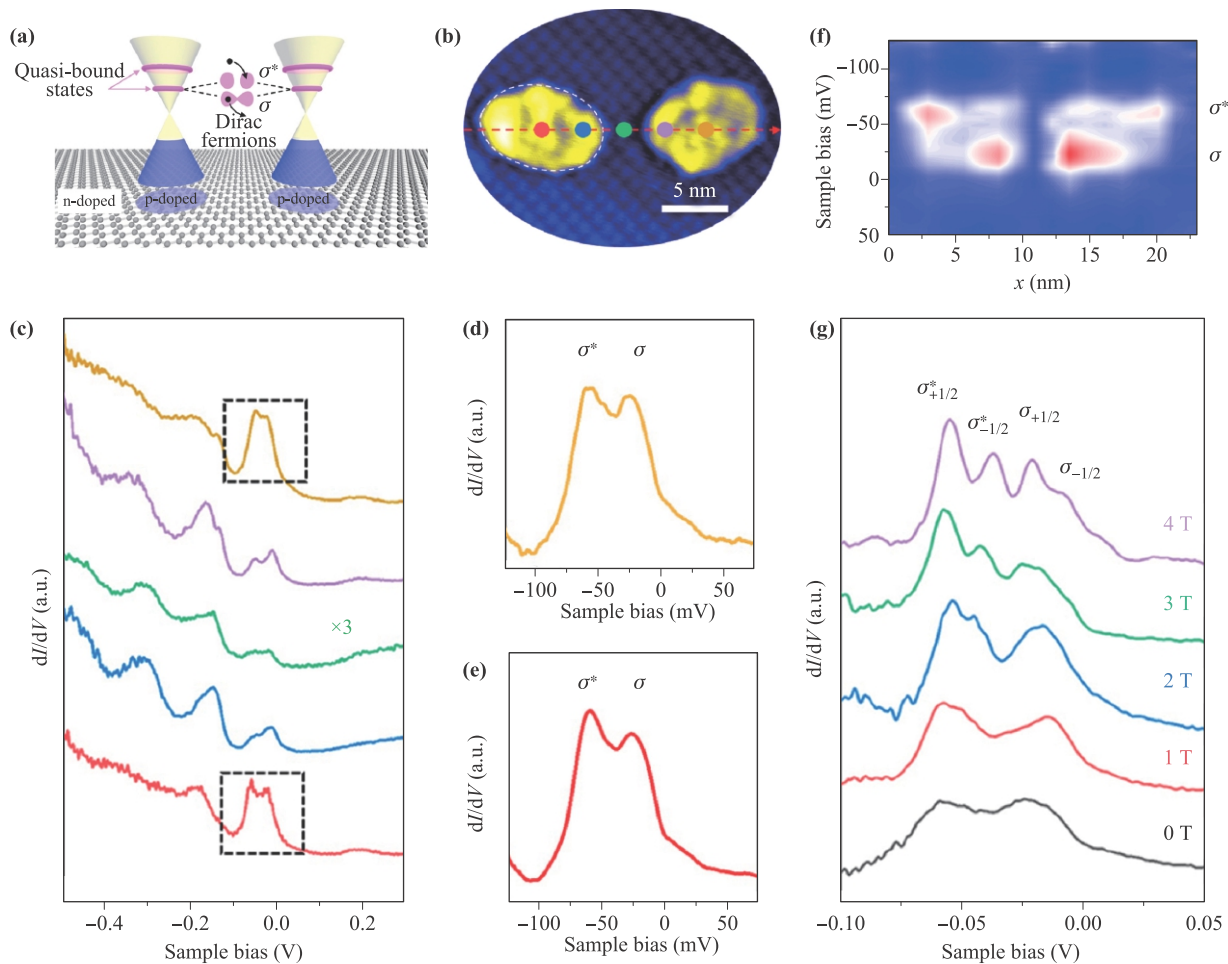 (a)
Quasi-bound
states
σ*
σ
Dirac
fermions
n-doped
p-doped
p-doped
(b)
5 nm
(f)
Sample bias (mV)
−100
−50
0
50
0
5
10
15
20
x (nm)
σ*
σ
(c)
dI/dV (a.u.)
×3
−0.4
−0.2
0.0
0.2
Sample bias (V)
(d)
σ*
σ
dI/dV (a.u.)
−100
−50
0
50
Sample bias (mV)
(e)
σ*
σ
dI/dV (a.u.)
−100
−50
0
50
Sample bias (mV)
(g)
σ*+1/2
σ*−1/2
σ+1/2
σ−1/2
4 T
3 T
2 T
1 T
0 T
dI/dV (a.u.)
−0.10
−0.05
0.00
0.05
Sample bias (V)